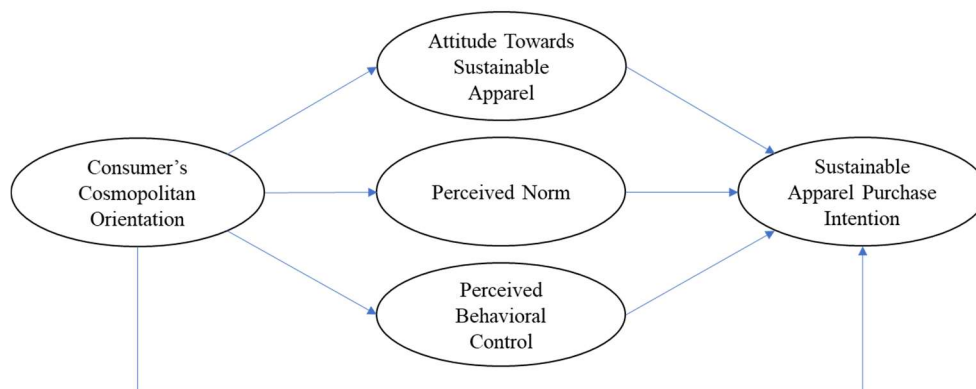 Attitude Towards
Sustainable
Apparel
Consumer’s
Cosmopolitan
Orientation
Perceived Norm
Sustainable
Apparel Purchase
Intention
Perceived
Behavioral
Control